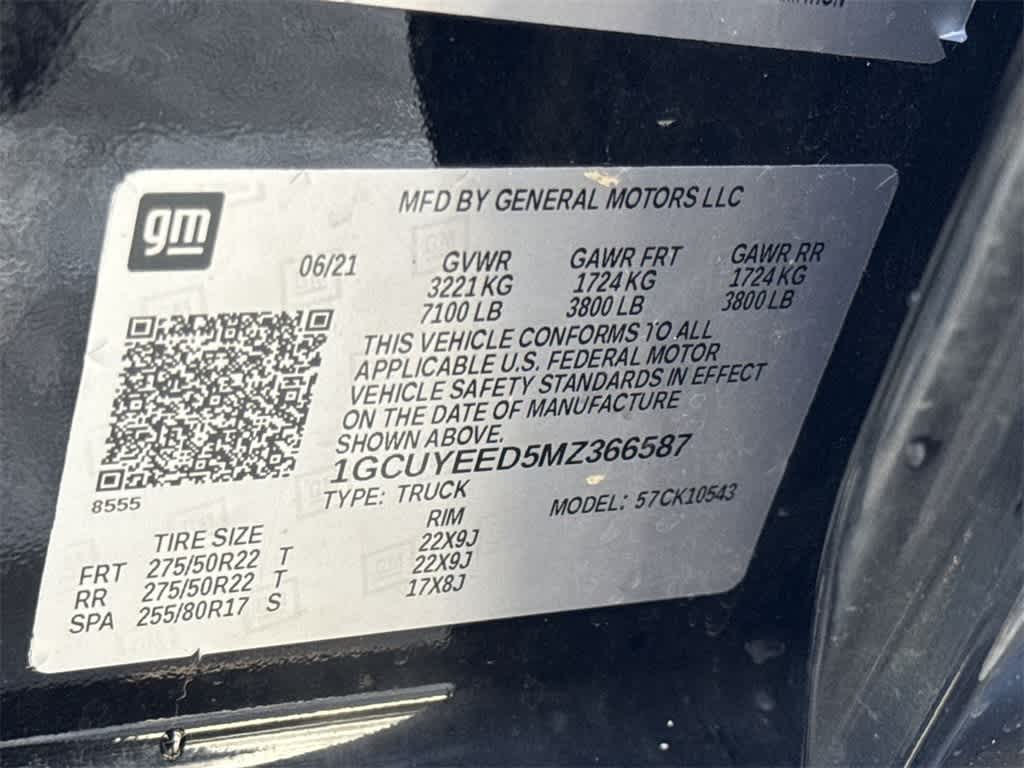 gm
MFD BY GENERAL MOTORS LLC
06/21
GVWR GAWR FRT GAWR RR
3221 KG 1724 KG 1724 KG
7100 LB 3800 LB 3800 LB
THIS VEHICLE CONFORMS TO ALL
APPLICABLE U.S. FEDERAL MOTOR
VEHICLE SAFETY STANDARDS IN EFFECT
ON THE DATE OF MANUFACTURE
SHOWN ABOVE.
1GCUYEED5MZ366587
8555
TYPE: TRUCK MODEL: 57CK10543
TIRE SIZE RIM
FRT 275/50R22 T 22X9J
RR 275/50R22 T 22X9J
SPA 255/80R17 S 17X8J